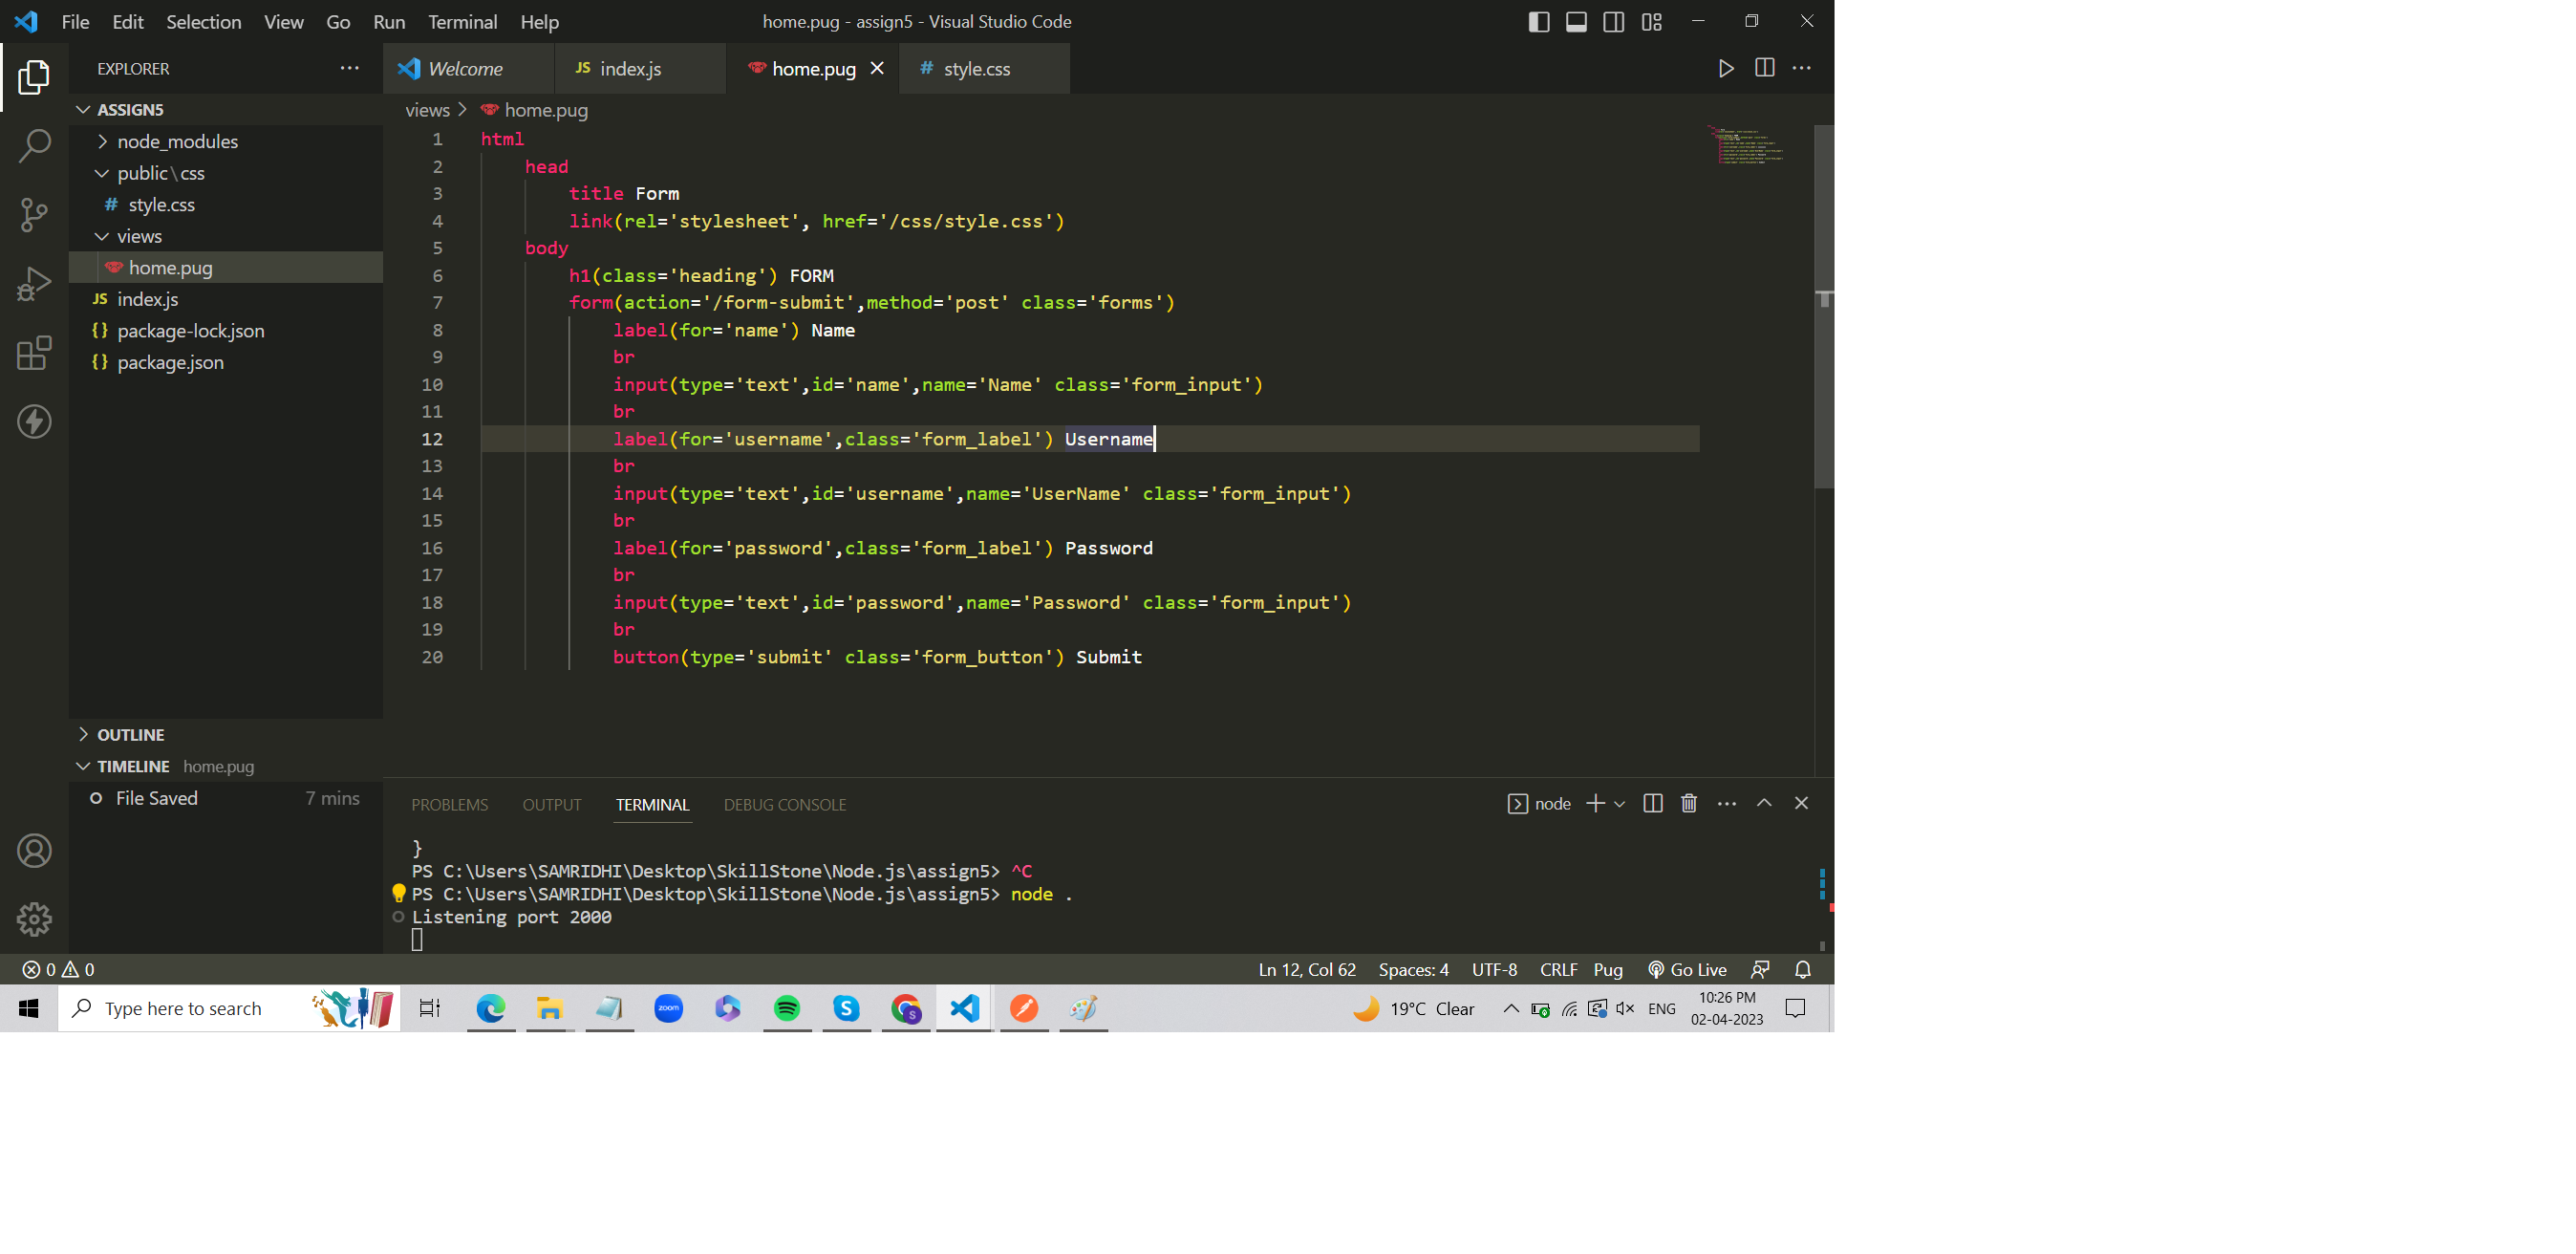 File Edit Selection View Go Run Terminal Help home.pug - assign5 - Visual Studio Code
EXPLORER ···
Welcome JS index.js home.pug # style.css
ASSIGN5
node_modules
public\css
# style.css
views
home.pug
JS index.js
{} package-lock.json
{} package.json
OUTLINE
TIMELINE home.pug
File Saved 7 mins
views > home.pug
1 html
2 head
3 title Form
4 link(rel='stylesheet', href='/css/style.css')
5 body
6 h1(class='heading') FORM
7 form(action='/form-submit',method='post' class='forms')
8 label(for='name') Name
9 br
10 input(type='text',id='name',name='Name' class='form_input')
11 br
12 label(for='username',class='form_label') Username
13 br
14 input(type='text',id='username',name='UserName' class='form_input')
15 br
16 label(for='password',class='form_label') Password
17 br
18 input(type='text',id='password',name='Password' class='form_input')
19 br
20 button(type='submit' class='form_button') Submit
PROBLEMS OUTPUT TERMINAL DEBUG CONSOLE node
}
PS C:\Users\SAMRIDHI\Desktop\SkillStone\Node.js\assign5> ^C
PS C:\Users\SAMRIDHI\Desktop\SkillStone\Node.js\assign5> node .
Listening port 2000
0 0 Ln 12, Col 62 Spaces: 4 UTF-8 CRLF Pug Go Live
Type here to search zoom S S 19°C Clear ENG 10:26 PM
02-04-2023